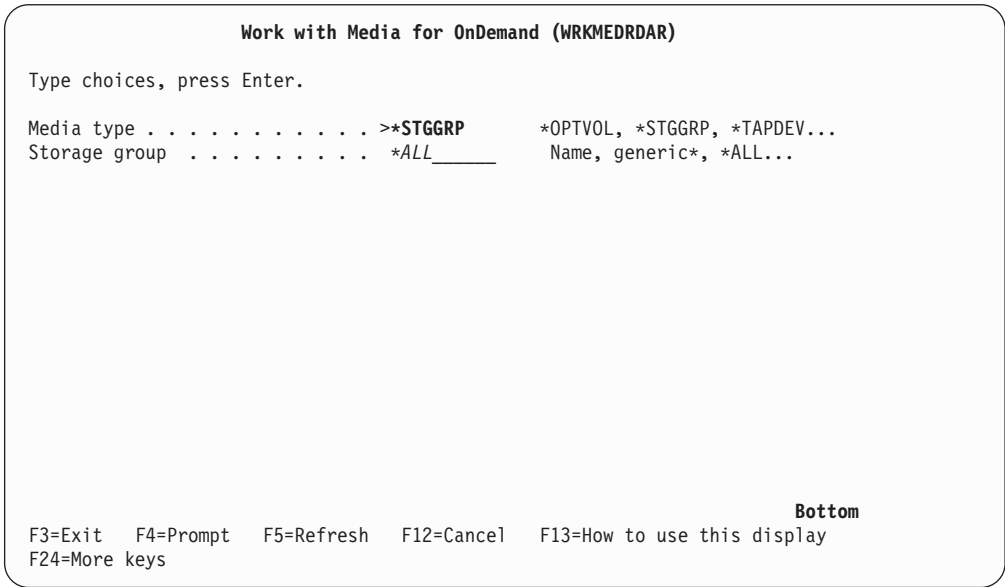 Work with Media for OnDemand (WRKMEDRDAR)
Type choices, press Enter.
Media type . . . . . . . . . . . >*STGGRP *OPTVOL, *STGGRP, *TAPDEV...
Storage group . . . . . . . . . *ALL______ Name, generic*, *ALL...
Bottom
F3=Exit F4=Prompt F5=Refresh F12=Cancel F13=How to use this display
F24=More keys